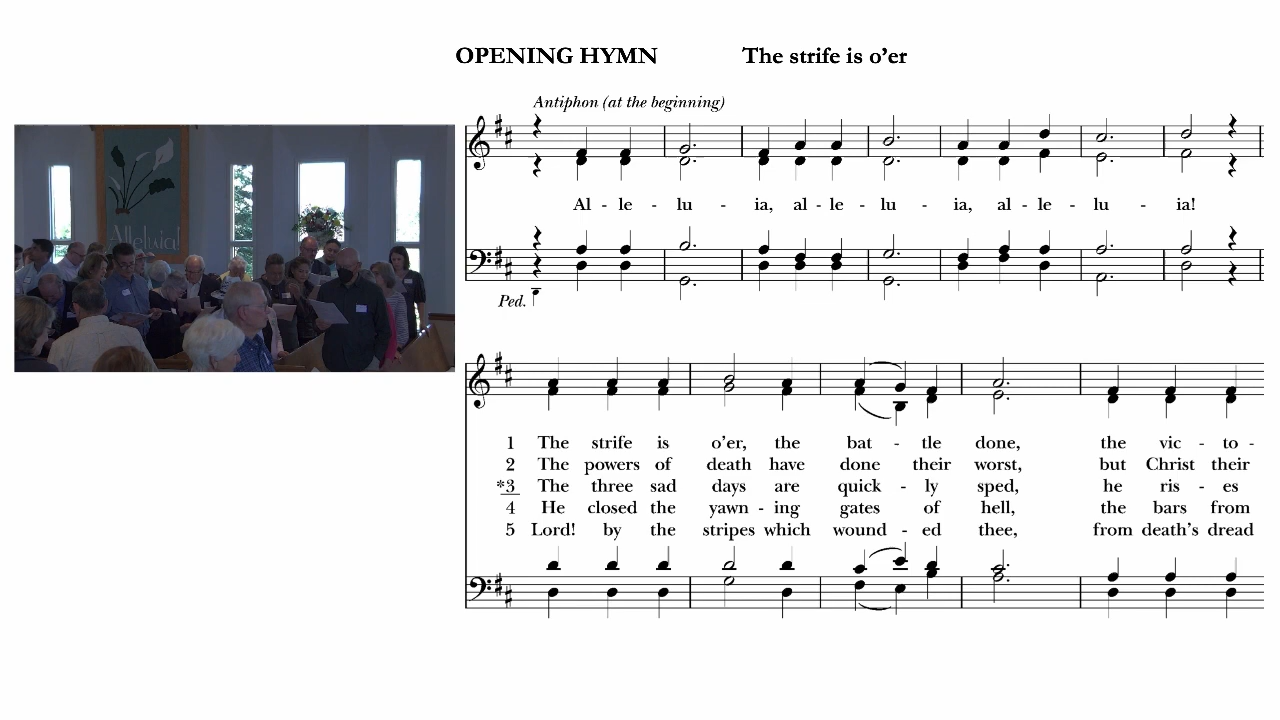 OPENING HYMN The strife is o’er
Antiphon (at the beginning)
Al - le - lu - ia, al - le - lu - ia, al - le - lu - ia!
Ped.
Alleluia!
1 The strife is o’er, the bat - tle done, the vic - to -
2 The powers of death have done their worst, but Christ their
*3 The three sad days are quick - ly sped, he ris - es
4 He closed the yawn - ing gates of hell, the bars from
5 Lord! by the stripes which wound - ed thee, from death’s dread